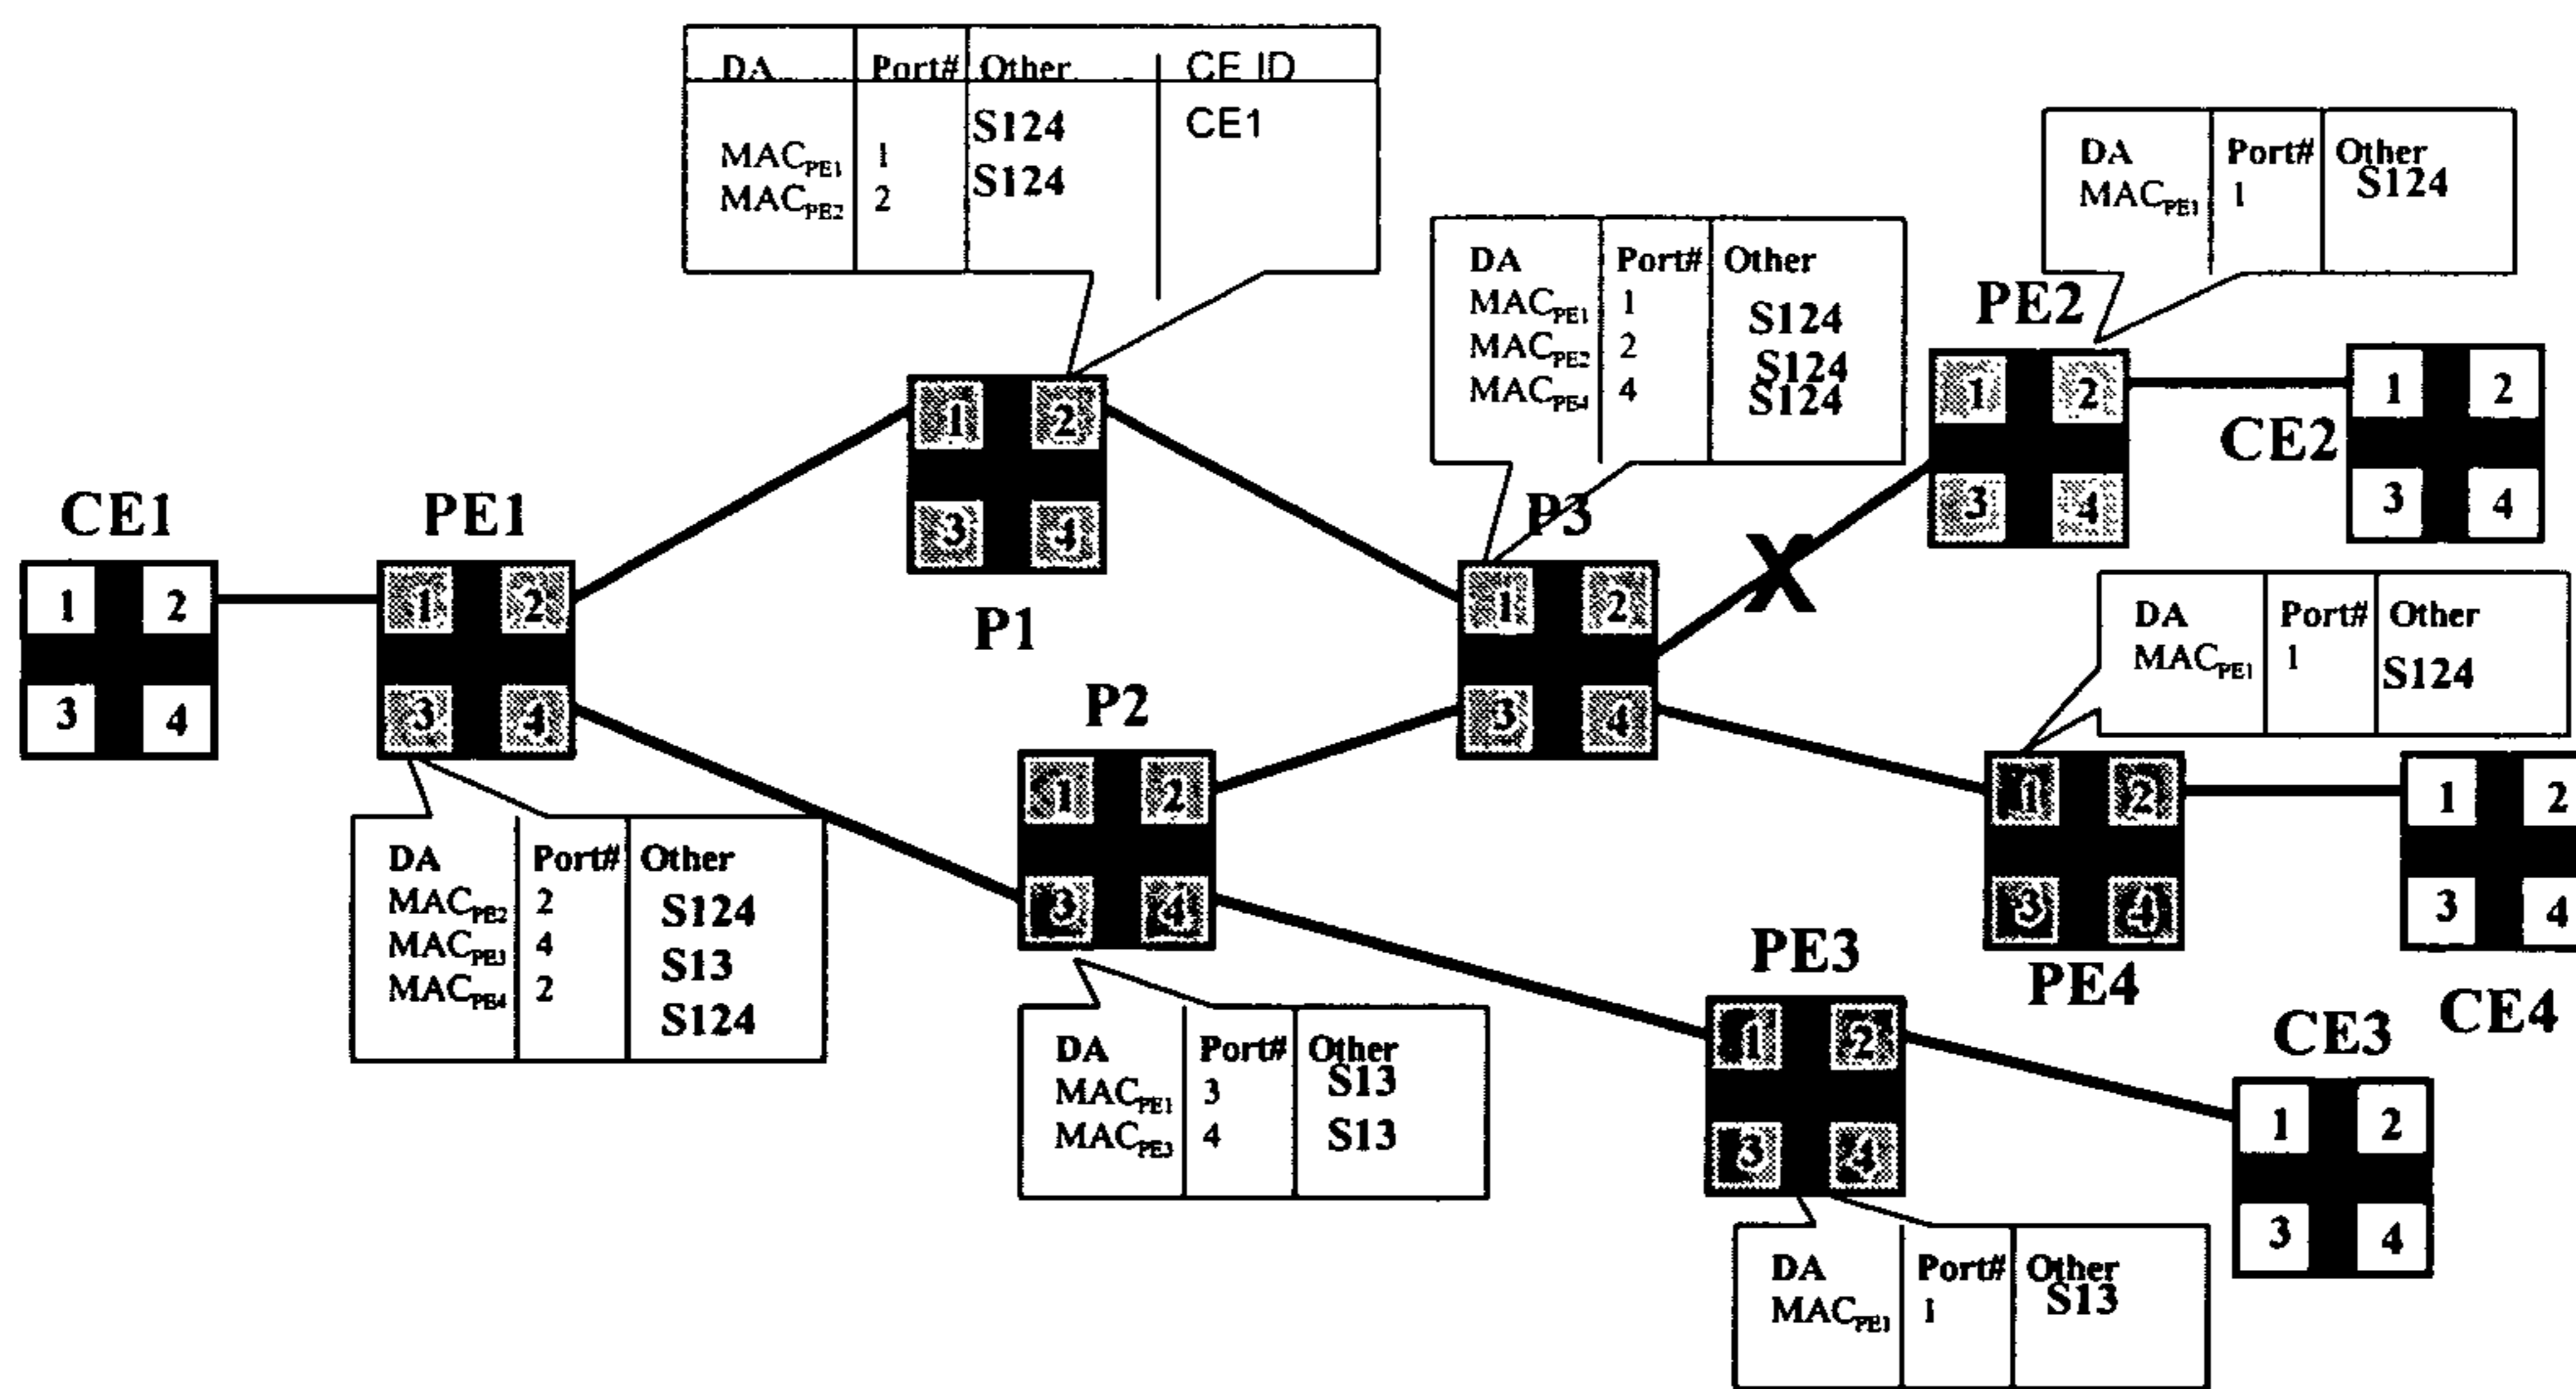 DA Port# Other CE ID
S124 CE1
MAC_PE1 1
S124
MAC_PE2 2
DA Port# Other
MAC_PE1 1 S124
DA Port# Other
MAC_PE1 1 S124
MAC_PE2 2 S124
MAC_PE4 4 S124
PE2
1 2
3 4
1 2
CE2
3 4
P3
X
1 2
3 4
P1
CE1
1 2
3 4
PE1
1 2
3 4
1 2
3 4
DA Port# Other
MAC_PE1 1 S124
P2
1 2
3 4
1 2
3 4
PE4
1 2
3 4
CE4
DA Port# Other
MAC_PE2 2 S124
MAC_PE3 4 S13
MAC_PE4 2 S124
DA Port# Other
MAC_PE1 3 S13
MAC_PE3 4 S13
PE3
1 2
3 4
CE3
1 2
3 4
DA Port# Other
MAC_PE1 1 S13